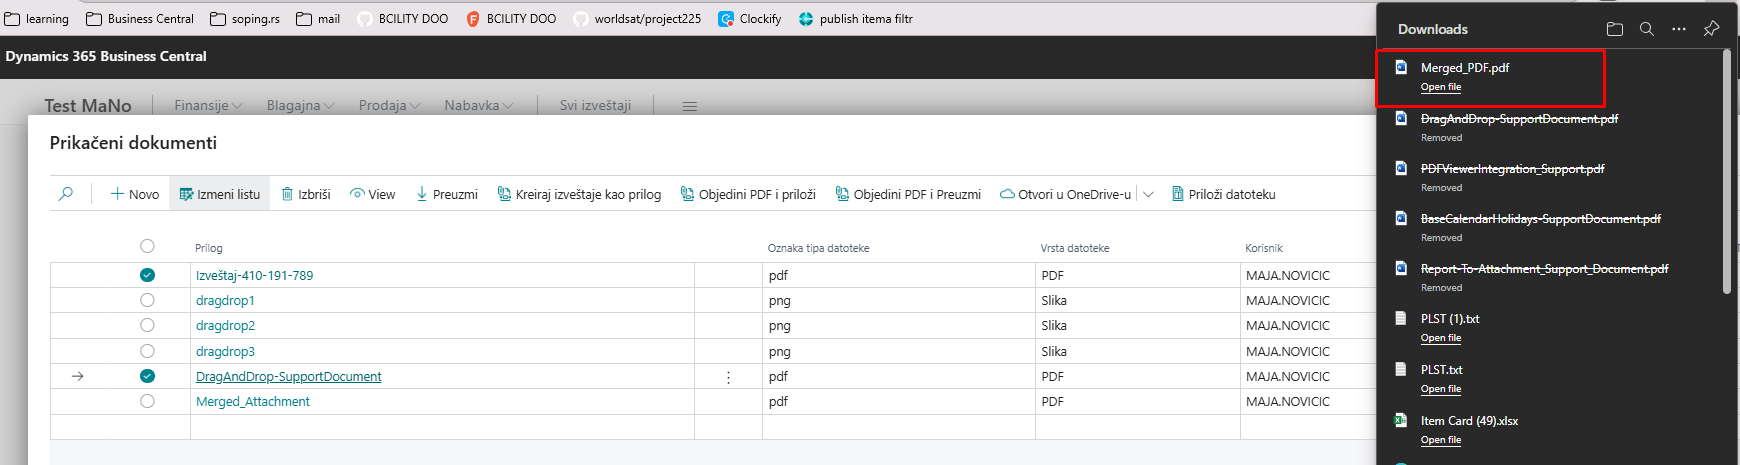 learning Business Central soping.rs mail BCILITY DOO BCILITY DOO worldsat/project225 Clockify publish itema filtr
Dynamics 365 Business Central
Test MaNo Finansije Blagajna Prodaja Nabavka Svi izveštaji
Prikačeni dokumenti
Novo Izmeni listu Izbriši View Preuzmi Kreiraj izveštaje kao prilog Objedini PDF i priloži Objedini PDF i Preuzmi Otvori u OneDrive-u Priloži datoteku
Prilog Oznaka tipa datoteke Vrsta datoteke Korisnik
Izveštaj-410-191-789 pdf PDF MAJA.NOVICIC
dragdrop1 png Slika MAJA.NOVICIC
dragdrop2 png Slika MAJA.NOVICIC
dragdrop3 png Slika MAJA.NOVICIC
DragAndDrop-SupportDocument pdf PDF MAJA.NOVICIC
Merged_Attachment pdf PDF MAJA.NOVICIC
Downloads
Merged_PDF.pdf
Open file
DragAndDrop-SupportDocument.pdf
Removed
PDFViewerIntegration_Support.pdf
Removed
BaseCalendarHolidays-SupportDocument.pdf
Removed
Report-To-Attachment_Support_Document.pdf
Removed
PLST (1).txt
Open file
PLST.txt
Open file
Item Card (49).xlsx
Open file